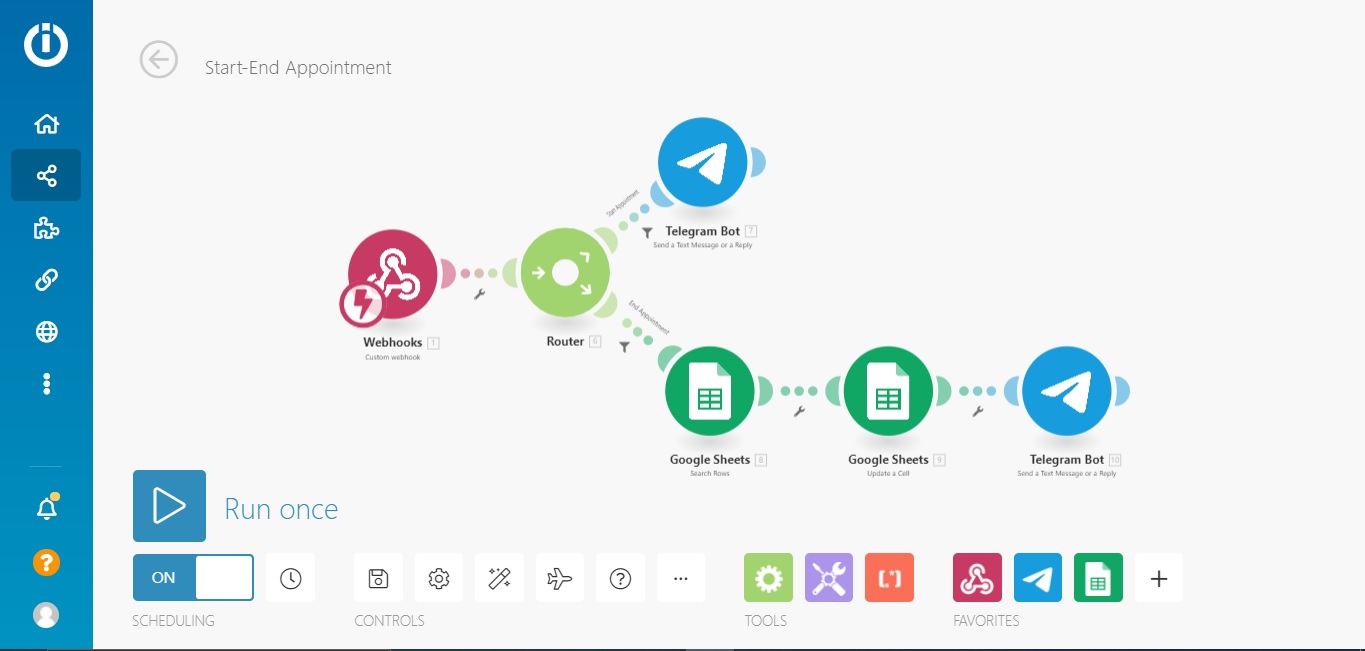 Start-End Appointment
Start Appointment
Telegram Bot 7
Send a Text Message or a Reply
Webhooks 1
Custom webhook
Router 6
End Appointment
Google Sheets 8
Search Rows
Google Sheets 9
Update a Cell
Telegram Bot 10
Send a Text Message or a Reply
Run once
ON
SCHEDULING
CONTROLS
TOOLS
FAVORITES